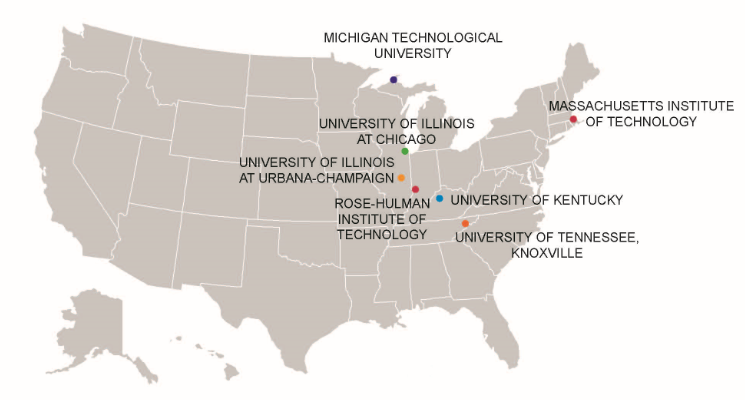 MICHIGAN TECHNOLOGICAL
UNIVERSITY
MASSACHUSETTS INSTITUTE
OF TECHNOLOGY
UNIVERSITY OF ILLINOIS
AT CHICAGO
UNIVERSITY OF ILLINOIS
AT URBANA-CHAMPAIGN
ROSE-HULMAN
INSTITUTE OF
TECHNOLOGY
UNIVERSITY OF KENTUCKY
UNIVERSITY OF TENNESSEE,
KNOXVILLE